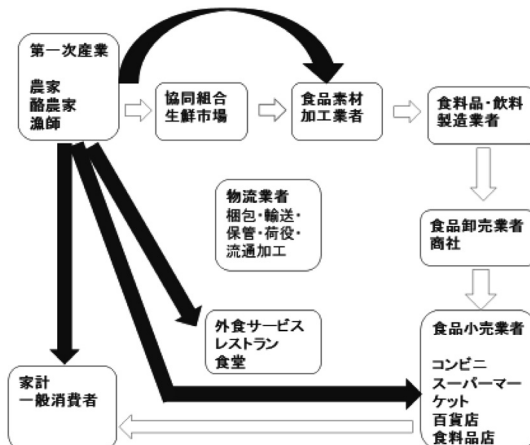 第一次産業
農家
酪農家
漁師
協同組合
生鮮市場
食品素材
加工業者
食料品・飲料
製造業者
物流業者
梱包・輸送・
保管・荷役・
流通加工
食品卸売業者
商社
外食サービス
レストラン
食堂
食品小売業者
コンビニ
スーパーマー
ケット
百貨店
食料品店
家計
一般消費者